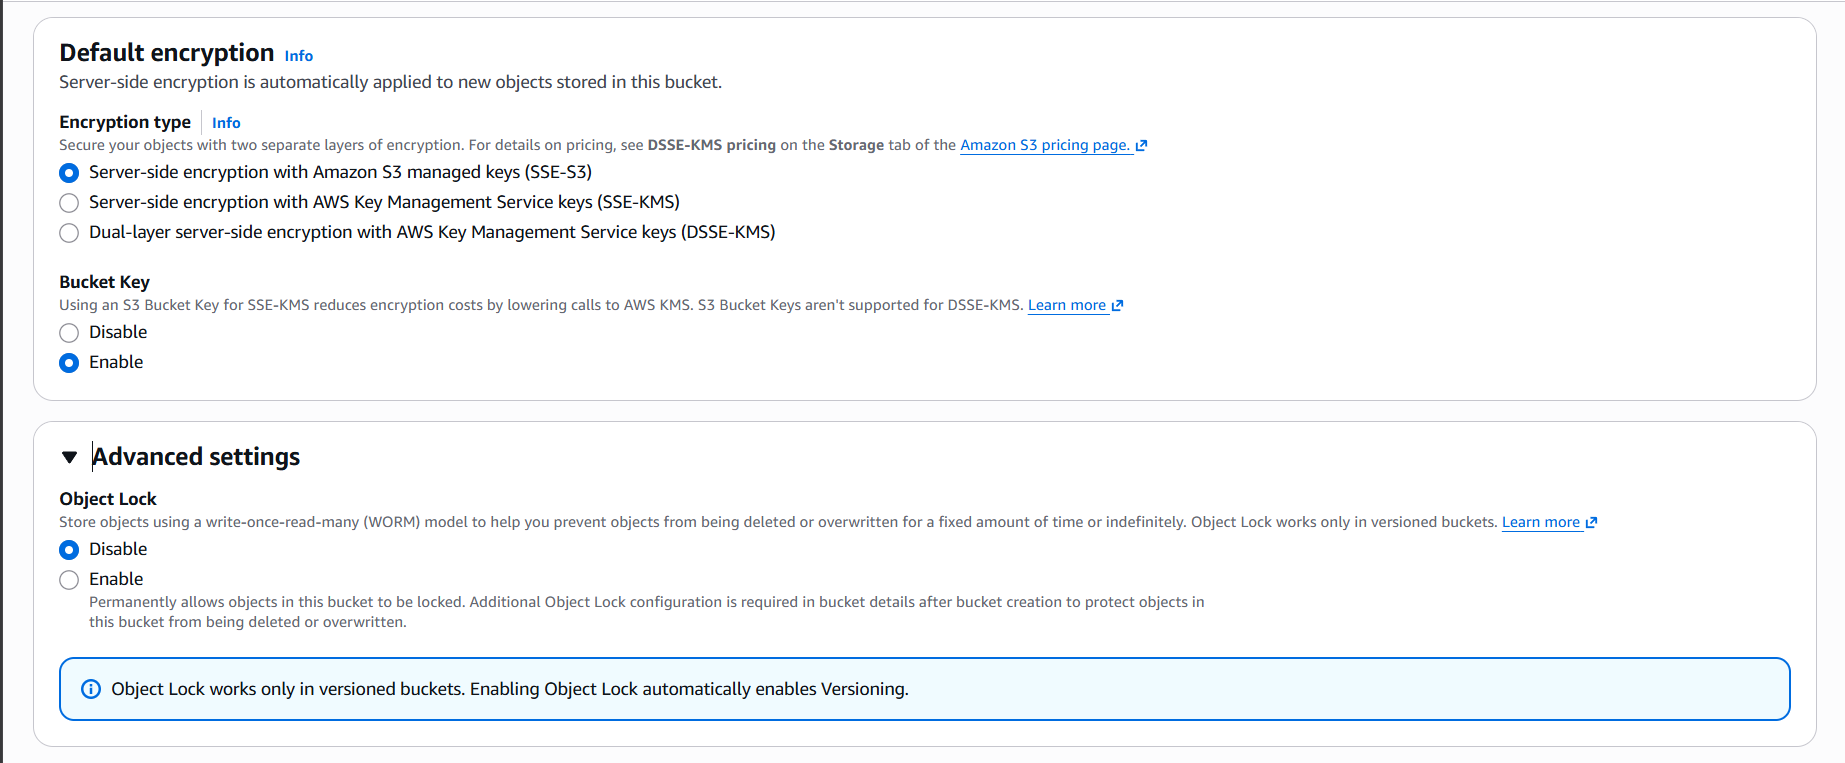 Default encryption Info
Server-side encryption is automatically applied to new objects stored in this bucket.
Encryption type Info
Secure your objects with two separate layers of encryption. For details on pricing, see DSSE-KMS pricing on the Storage tab of the Amazon S3 pricing page.
Server-side encryption with Amazon S3 managed keys (SSE-S3)
Server-side encryption with AWS Key Management Service keys (SSE-KMS)
Dual-layer server-side encryption with AWS Key Management Service keys (DSSE-KMS)
Bucket Key
Using an S3 Bucket Key for SSE-KMS reduces encryption costs by lowering calls to AWS KMS. S3 Bucket Keys aren't supported for DSSE-KMS. Learn more
Disable
Enable
Advanced settings
Object Lock
Store objects using a write-once-read-many (WORM) model to help you prevent objects from being deleted or overwritten for a fixed amount of time or indefinitely. Object Lock works only in versioned buckets. Learn more
Disable
Enable
Permanently allows objects in this bucket to be locked. Additional Object Lock configuration is required in bucket details after bucket creation to protect objects in
this bucket from being deleted or overwritten.
Object Lock works only in versioned buckets. Enabling Object Lock automatically enables Versioning.